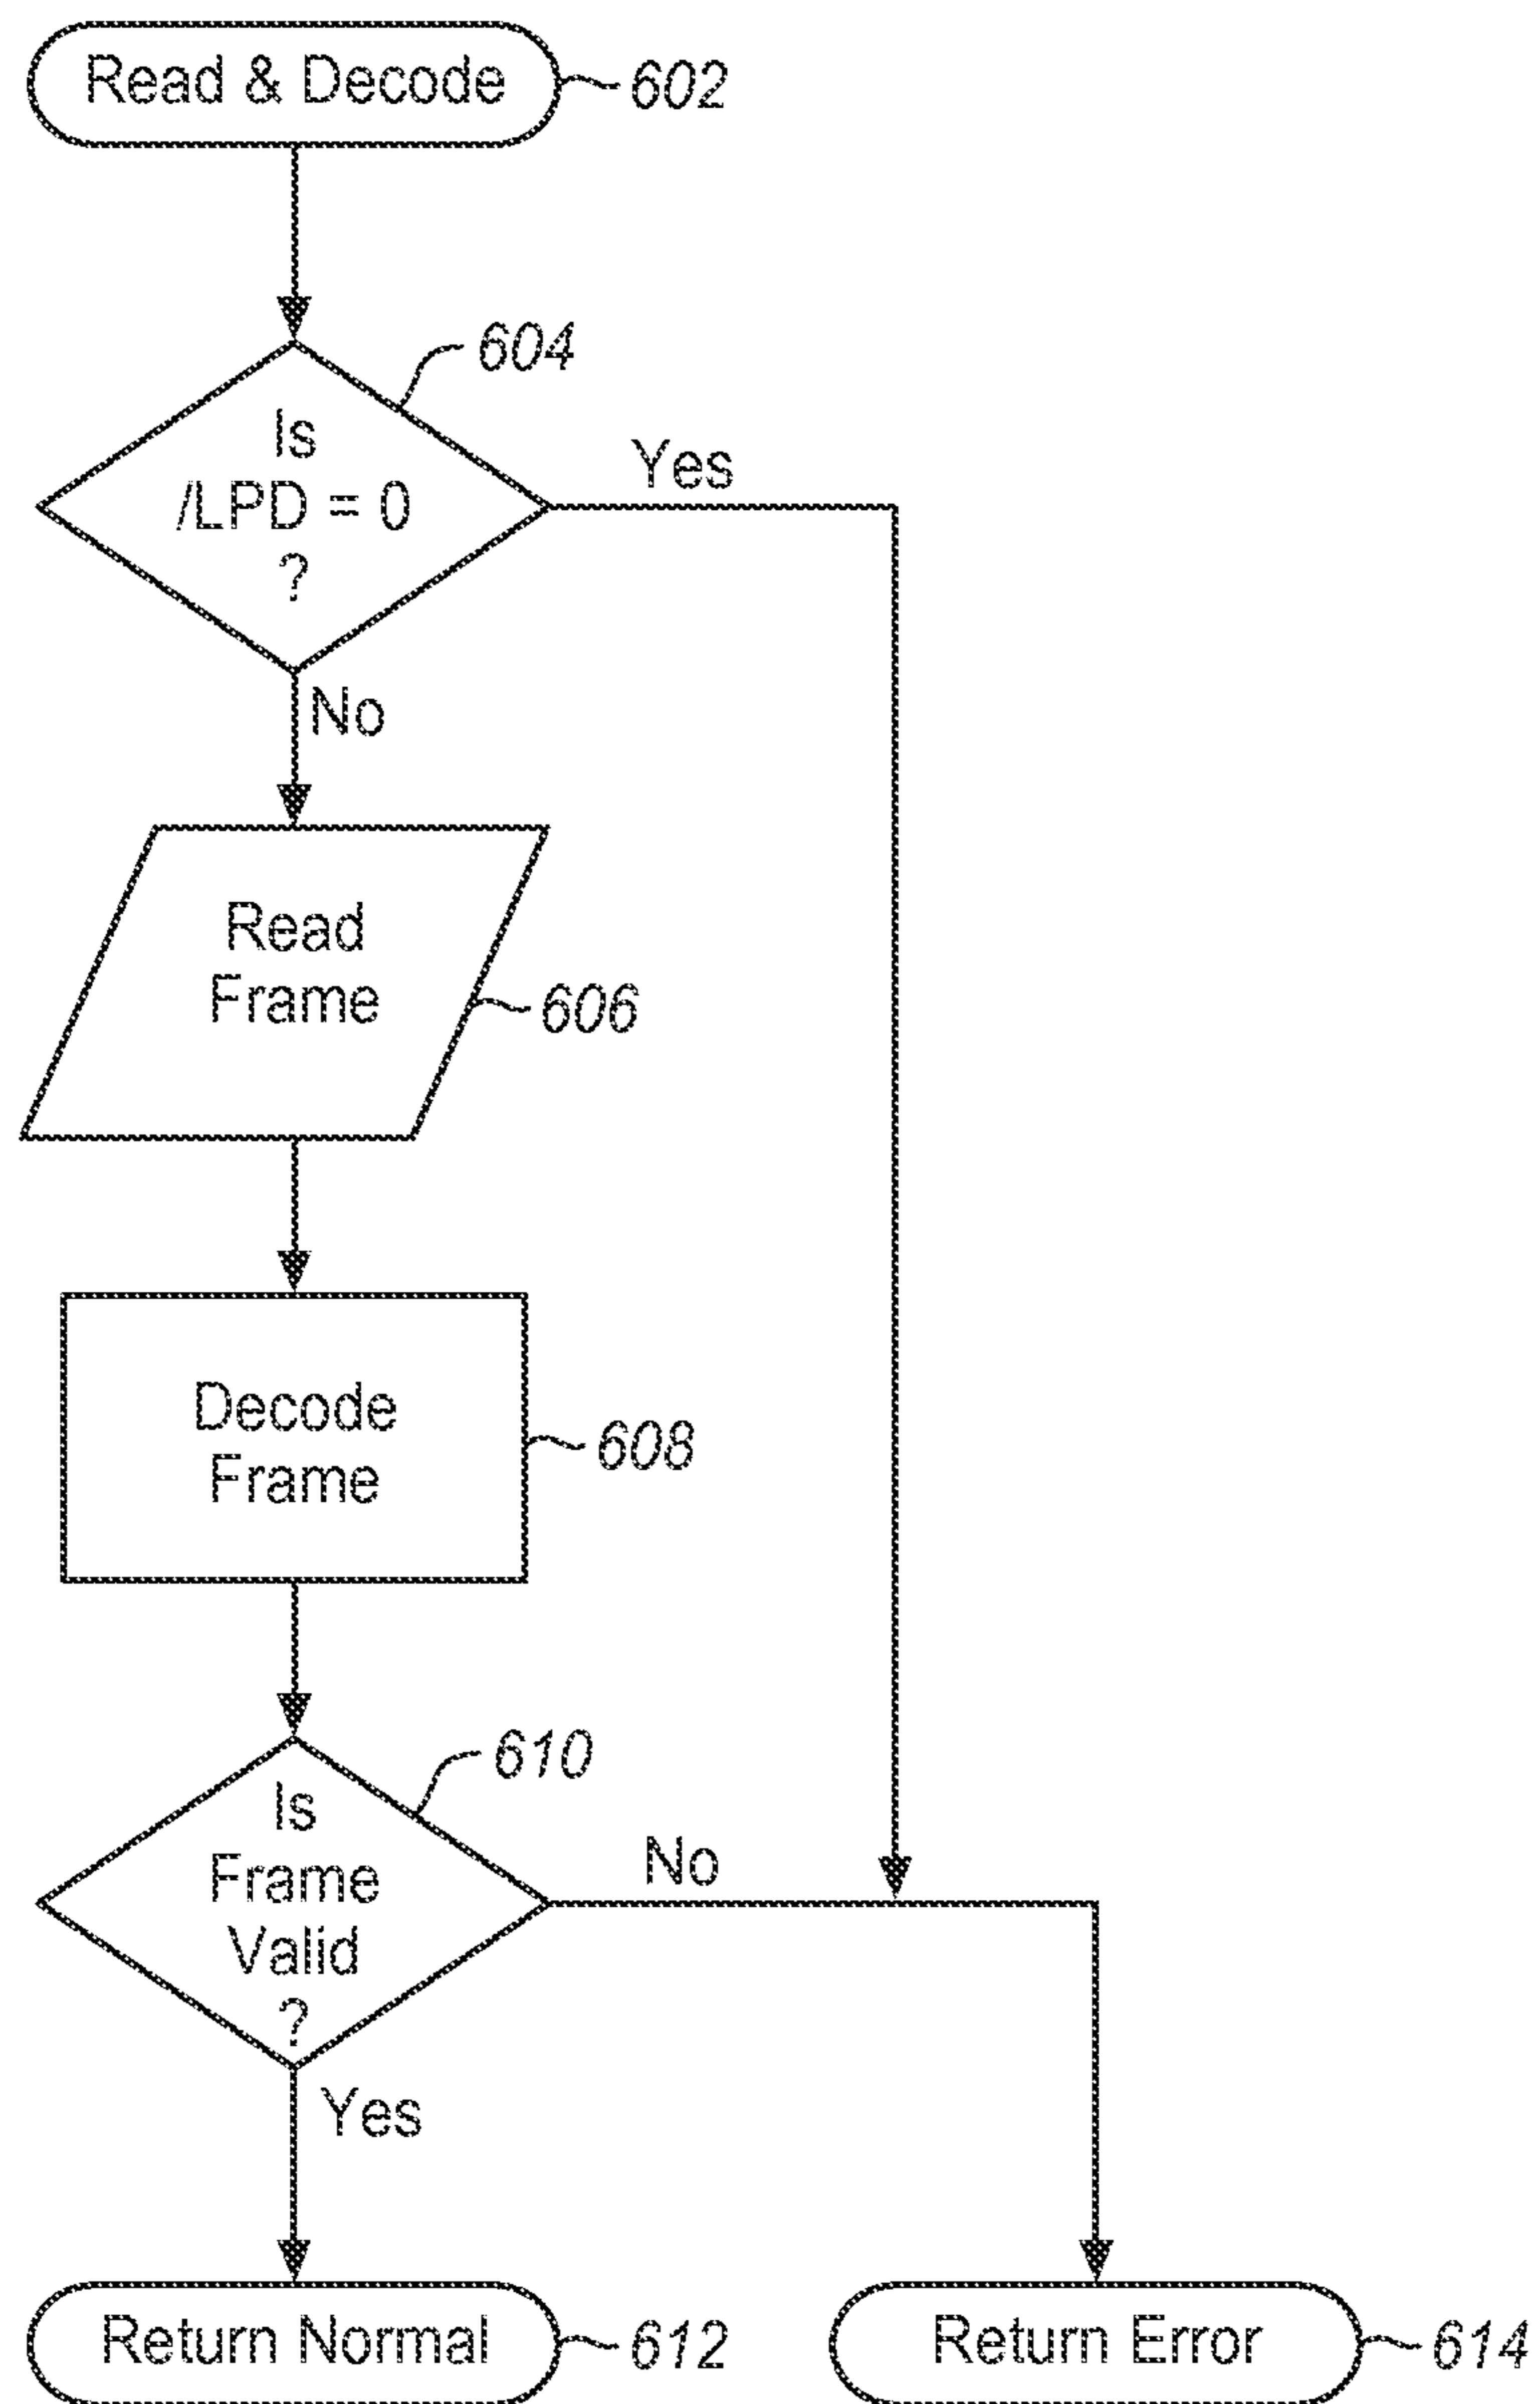 Read & Decode
602
604
Is
/LPD = 0
?
Yes
No
Read
Frame
606
Decode
Frame
608
610
Is
Frame
Valid
?
No
Yes
Return Normal
612
Return Error
614